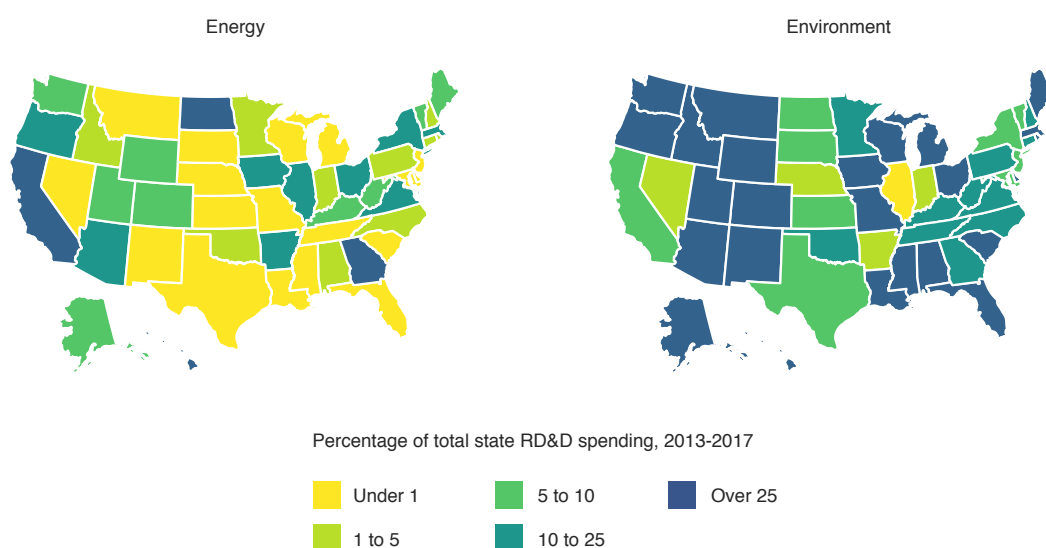 Energy
Environment
Percentage of total state RD&D spending, 2013-2017
Under 1
5 to 10
Over 25
1 to 5
10 to 25